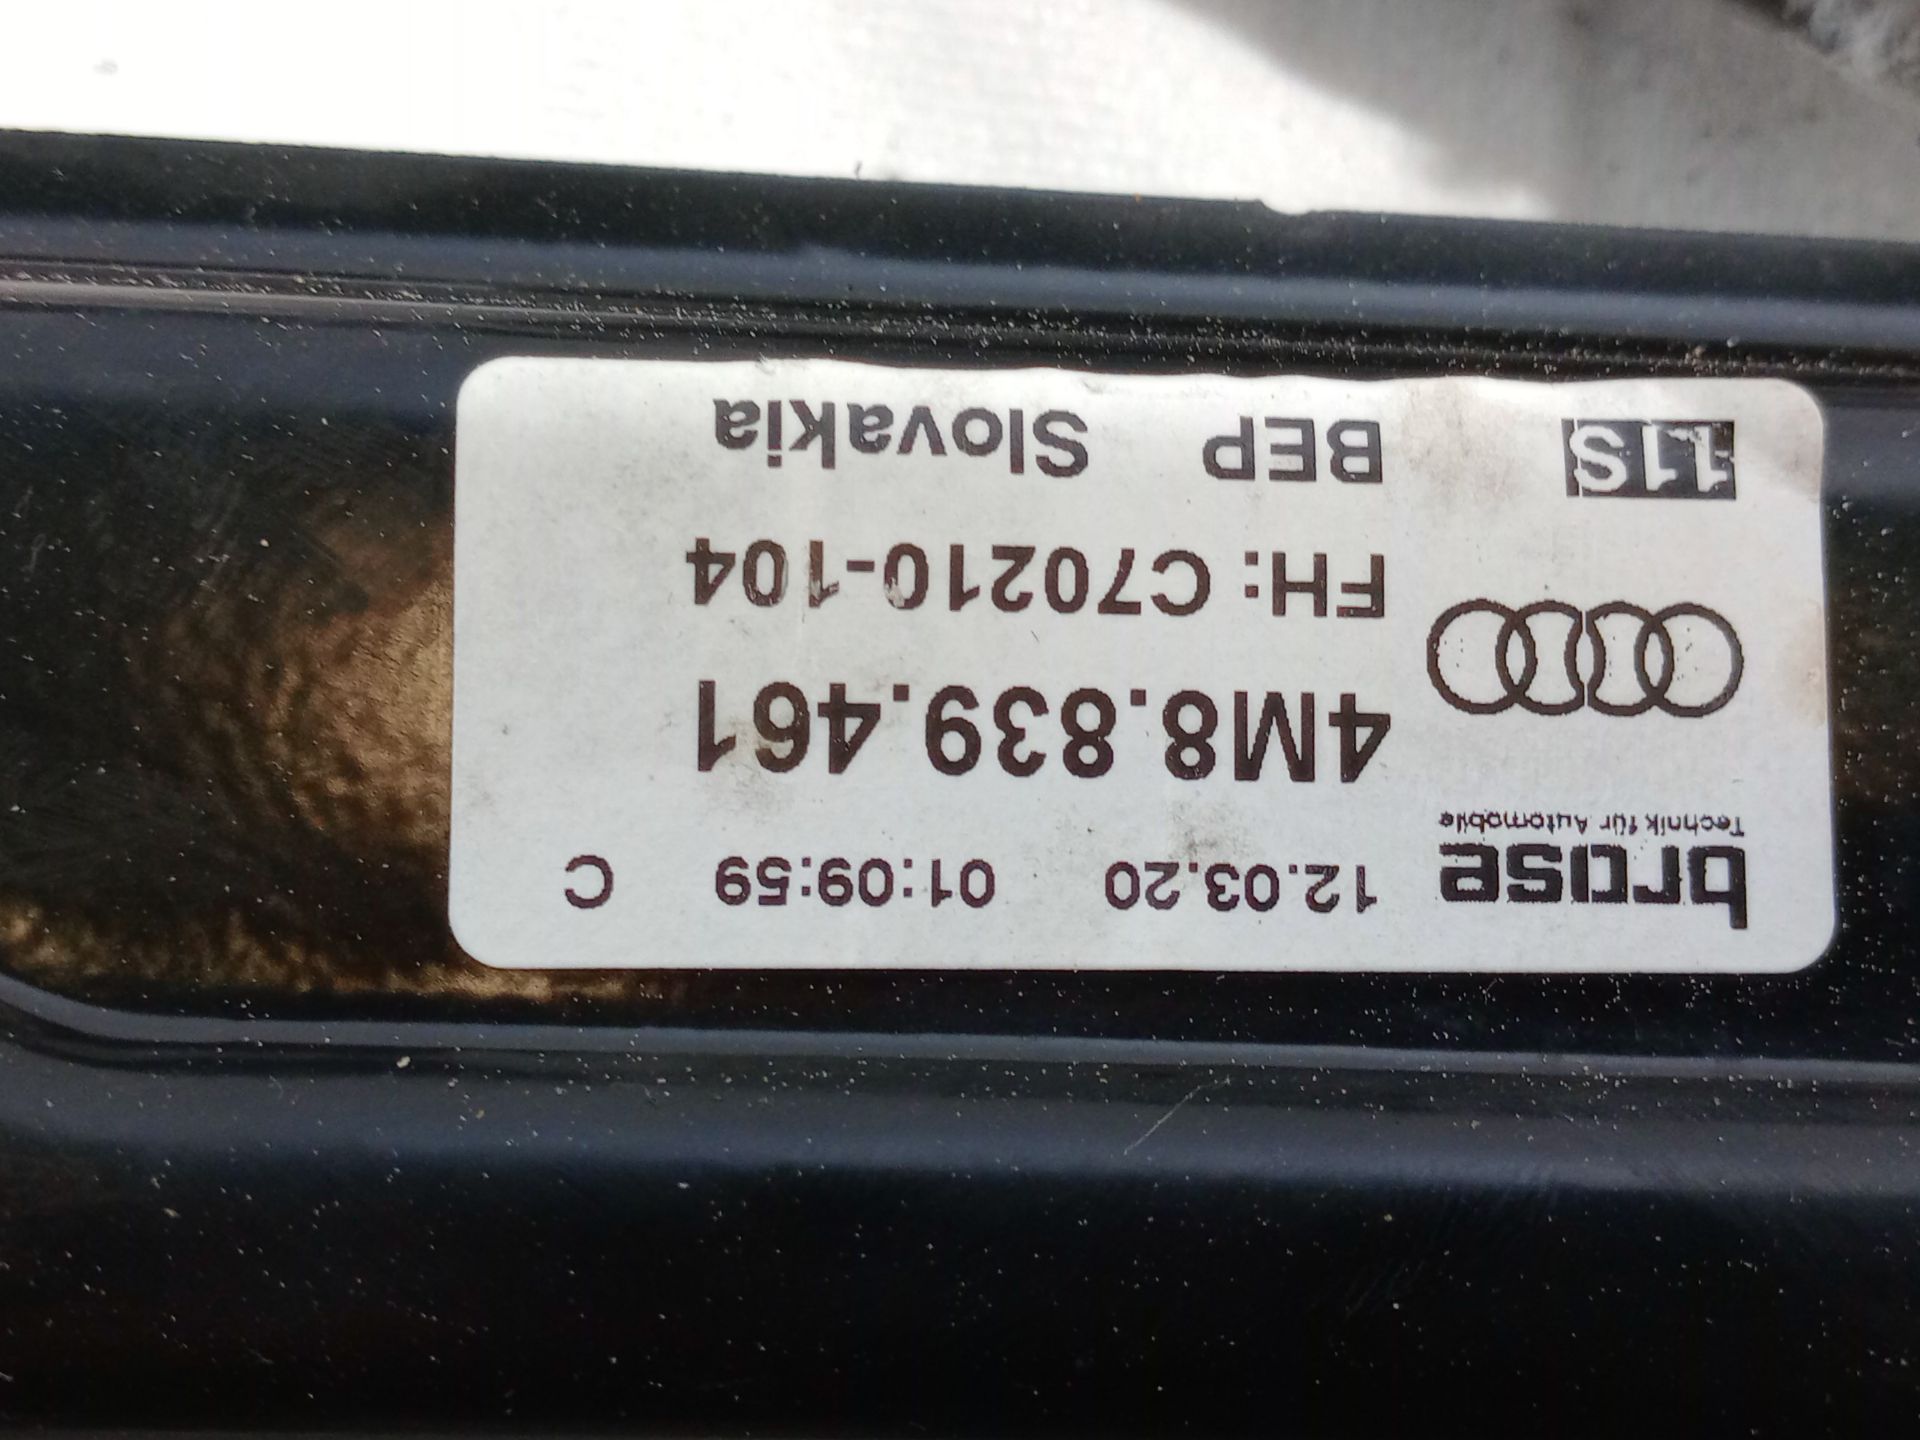 brose 12.03.20 01:09:59 C
Technik für Automobile
4M8.839.461
FH: C70210-104
11S BEP Slovakia